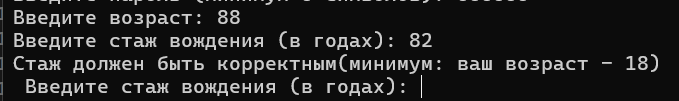 Введите возраст: 88
Введите стаж вождения (в годах): 82
Стаж должен быть корректным(минимум: ваш возраст - 18)
Введите стаж вождения (в годах):